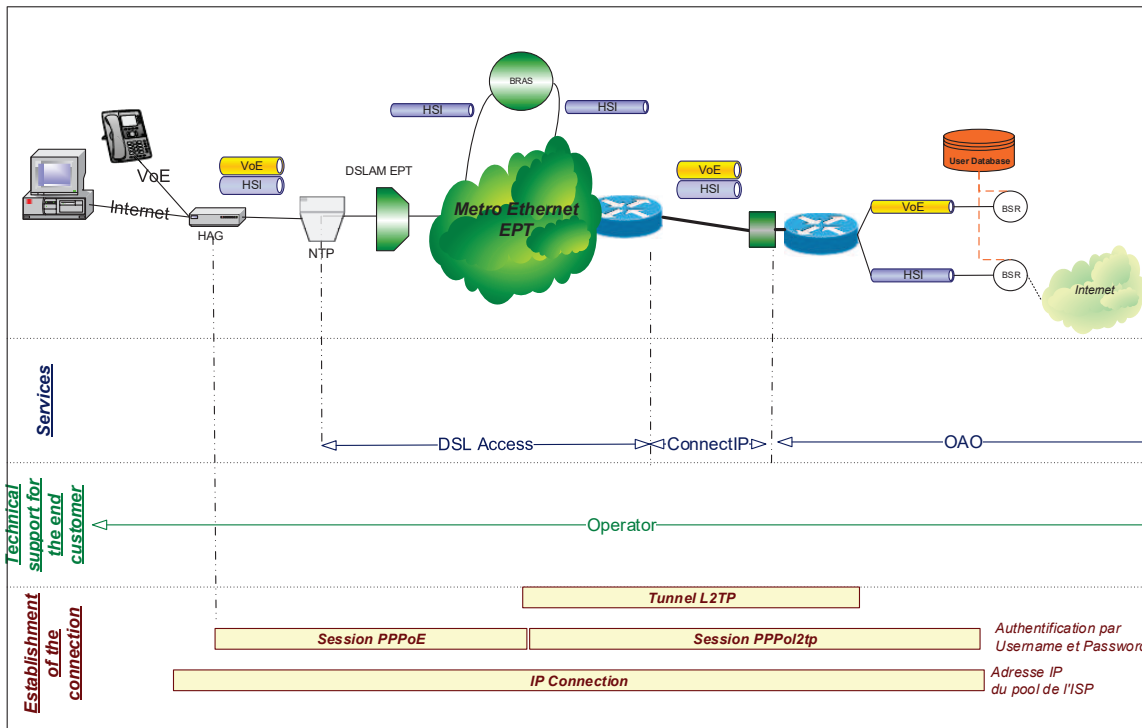 BRAS
HSI
HSI
VoE
Internet
VoE
HSI
HAG
NTP
DSLAM EPT
Metro Ethernet
EPT
VoE
HSI
User Database
VoE
BSR
HSI
BSR
Internet
Services
DSL Access
ConnectIP
OAO
Technical
support for
the end
customer
Operator
Establishment
of the
connection
Tunnel L2TP
Session PPPoE
Session PPPol2tp
Authentification par
Username et Password
IP Connection
Adresse IP
du pool de l'ISP